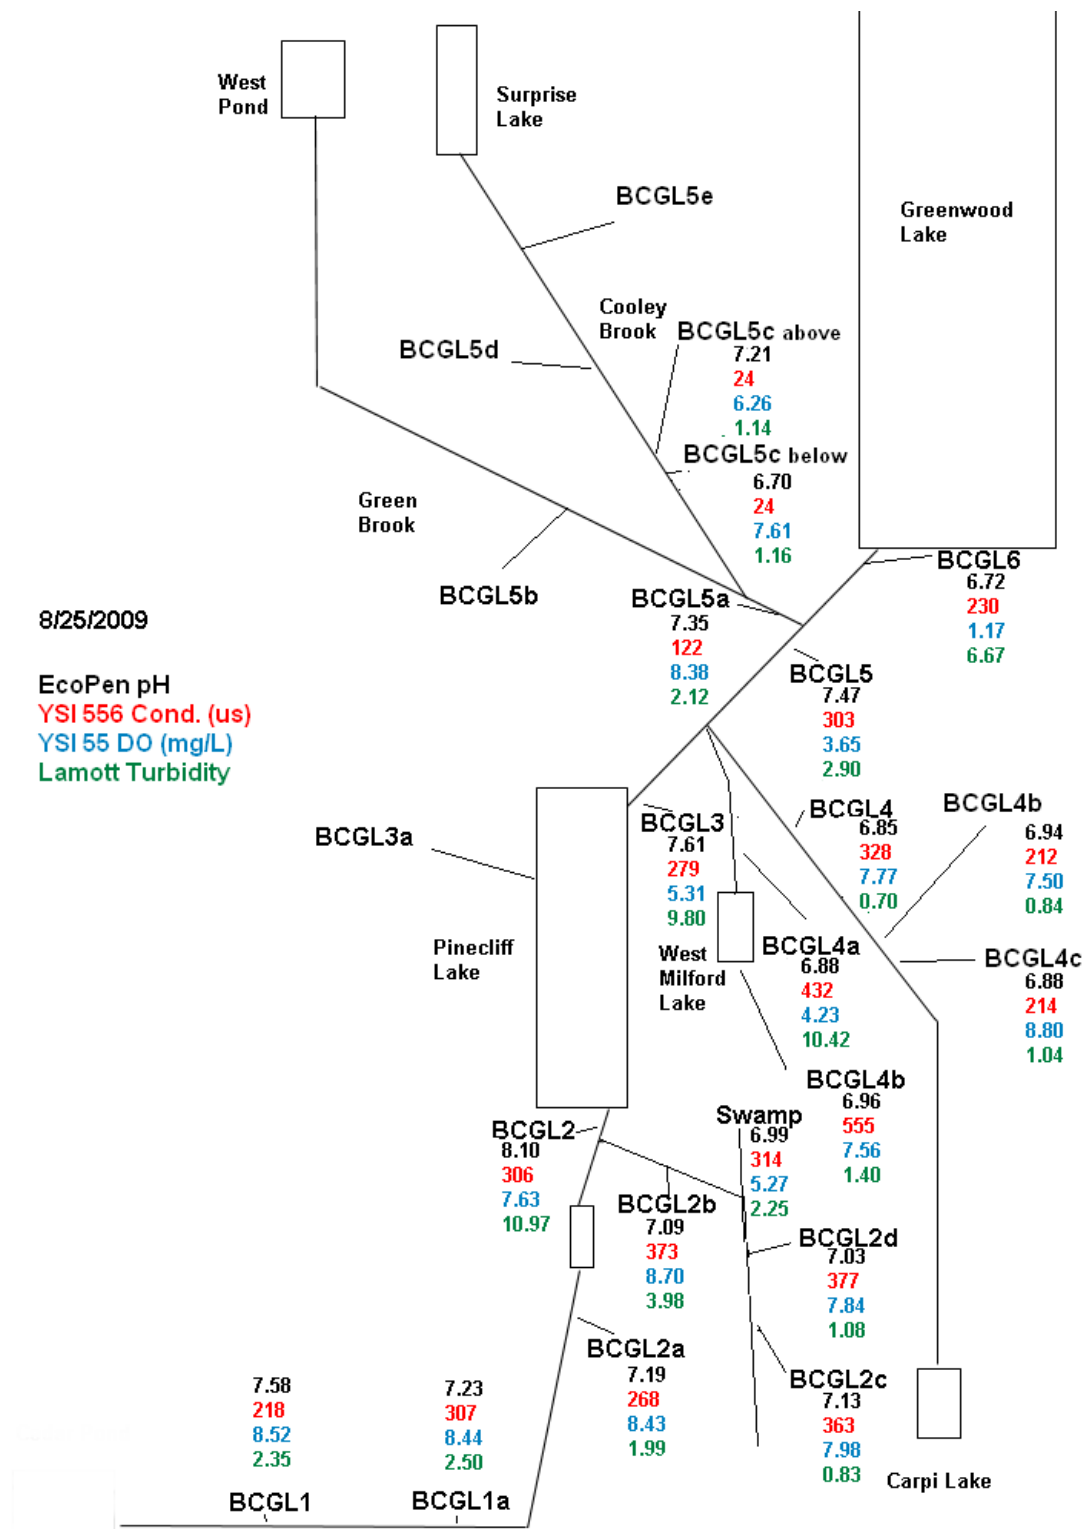 West
Pond
Surprise
Lake
Greenwood
Lake
BCGL5e
Cooley
Brook
BCGL5c above
7.21
24
6.26
1.14
BCGL5d
BCGL5c below
6.70
24
7.61
1.16
Green
Brook
BCGL5b
BCGL6
6.72
230
1.17
6.67
BCGL5a
7.35
122
8.38
2.12
8/25/2009
EcoPen pH
YSI 556 Cond. (us)
YSI 55 DO (mg/L)
Lamott Turbidity
BCGL5
7.47
303
3.65
2.90
BCGL3a
BCGL3
7.61
279
5.31
9.80
BCGL4
6.85
328
7.77
0.70
BCGL4b
6.94
212
7.50
0.84
Pinecliff
Lake
West
Milford
Lake
BCGL4a
6.88
432
4.23
10.42
BCGL4c
6.88
214
8.80
1.04
BCGL4b
6.96
555
7.56
1.40
BCGL2
8.10
306
7.63
10.97
Swamp
6.99
314
5.27
2.25
BCGL2b
7.09
373
8.70
3.98
BCGL2d
7.03
377
7.84
1.08
BCGL2a
7.19
268
8.43
1.99
BCGL2c
7.13
363
7.98
0.83
Carpi Lake
7.58
218
8.52
2.35
BCGL1
7.23
307
8.44
2.50
BCGL1a